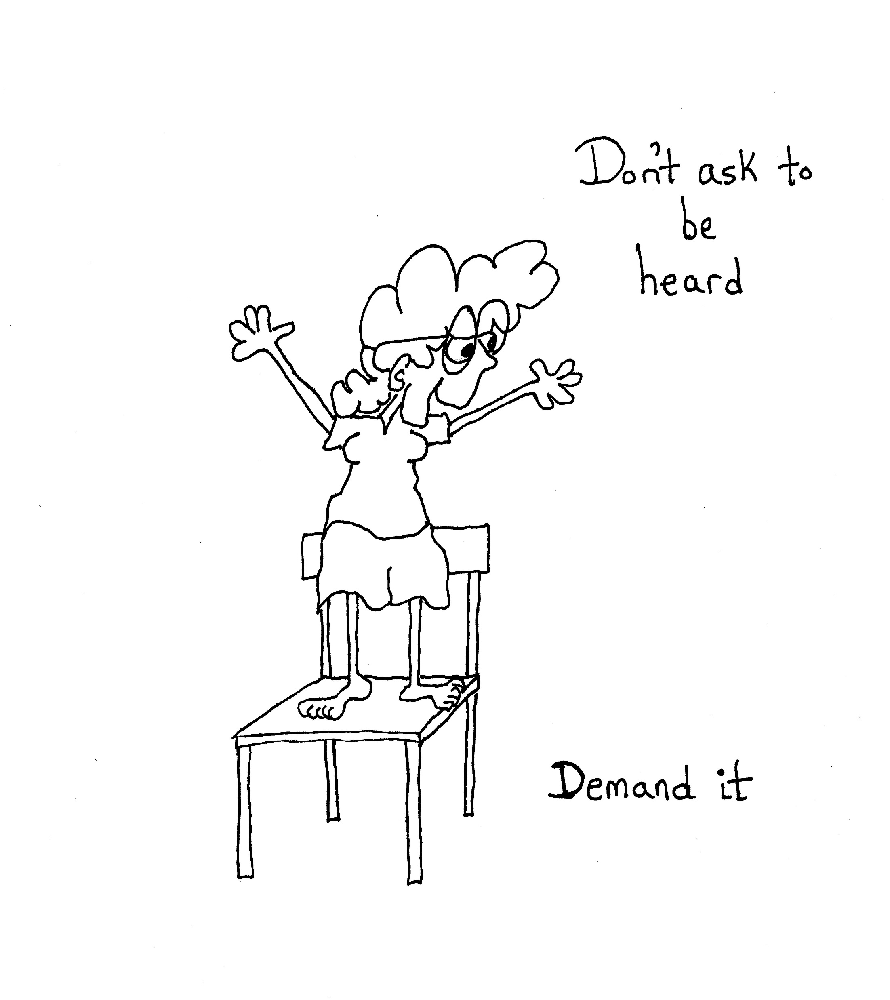 Don't ask to
be
heard
Demand it